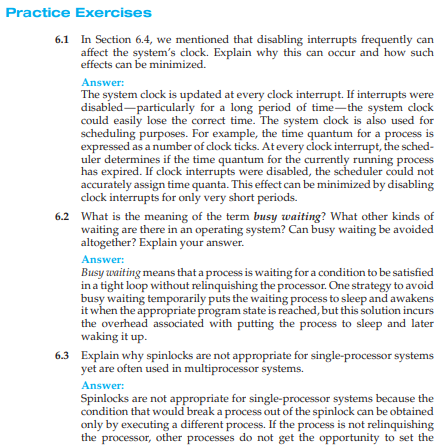 Practice Exercises
6.1 In Section 6.4, we mentioned that disabling interrupts frequently can
affect the system's clock. Explain why this can occur and how such
effects can be minimized.
Answer:
The system clock is updated at every clock interrupt. If interrupts were
disabled—particularly for a long period of time—the system clock
could easily lose the correct time. The system clock is also used for
scheduling purposes. For example, the time quantum for a process is
expressed as a number of clock ticks. At every clock interrupt, the sched-
uler determines if the time quantum for the currently running process
has expired. If clock interrupts were disabled, the scheduler could not
accurately assign time quanta. This effect can be minimized by disabling
clock interrupts for only very short periods.
6.2 What is the meaning of the term busy waiting? What other kinds of
waiting are there in an operating system? Can busy waiting be avoided
altogether? Explain your answer.
Answer:
Busy waiting means that a process is waiting for a condition to be satisfied
in a tight loop without relinquishing the processor. One strategy to avoid
busy waiting temporarily puts the waiting process to sleep and awakens
it when the appropriate program state is reached, but this solution incurs
the overhead associated with putting the process to sleep and later
waking it up.
6.3 Explain why spinlocks are not appropriate for single-processor systems
yet are often used in multiprocessor systems.
Answer:
Spinlocks are not appropriate for single-processor systems because the
condition that would break a process out of the spinlock can be obtained
only by executing a different process. If the process is not relinquishing
the processor, other processes do not get the opportunity to set the